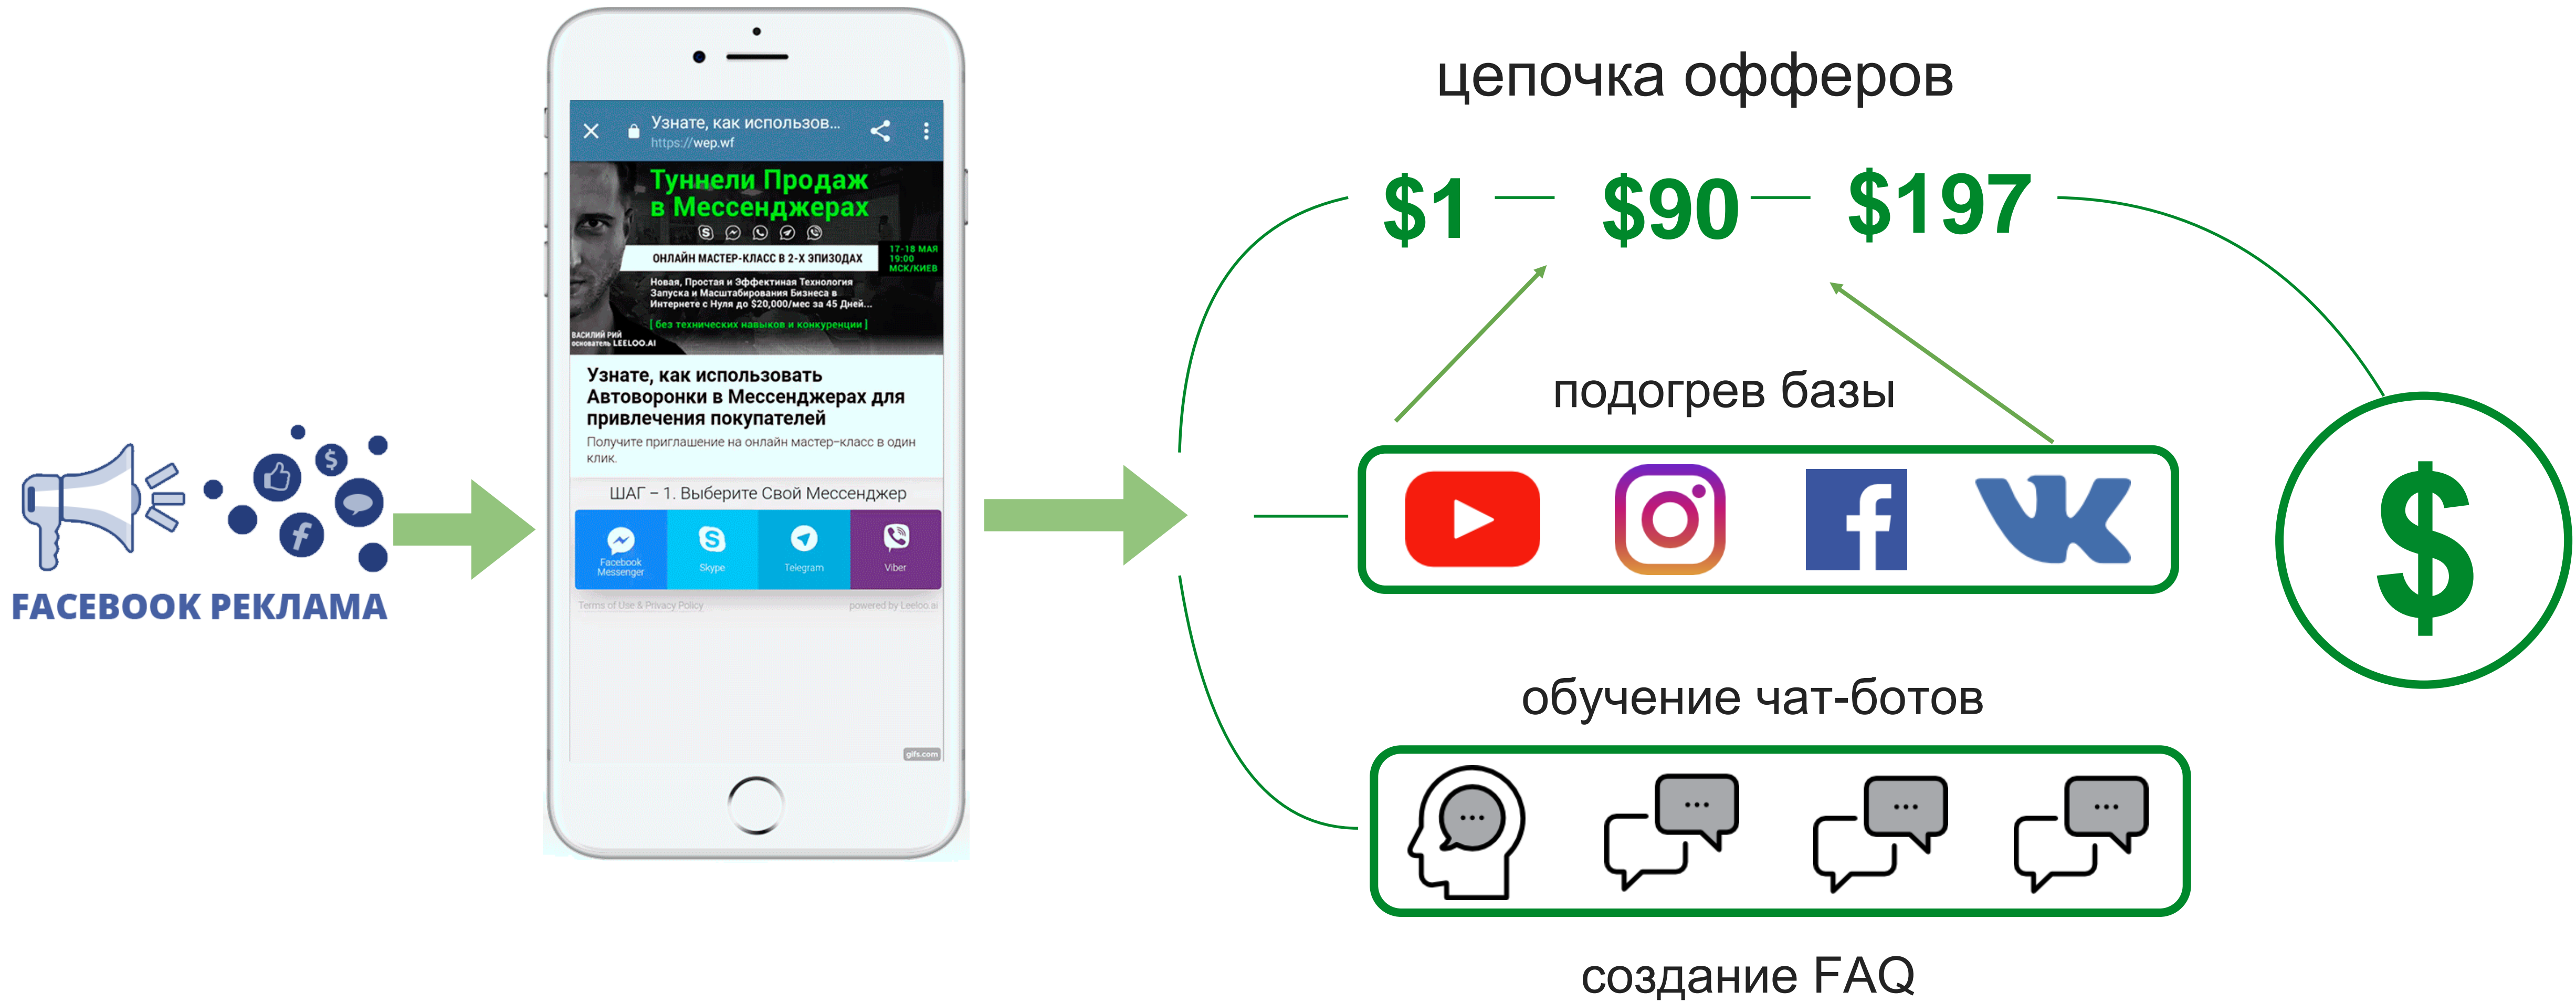 FACEBOOK РЕКЛАМА
Узнате, как использов...
https://wep.wf
Туннели Продаж
в Мессенджерах
17-18 МАЯ
19:00
МСК/КИЕВ
ОНЛАЙН МАСТЕР-КЛАСС В 2-Х ЭПИЗОДАХ
Новая, Простая и Эффектиная Технология
Запуска и Масштабирования Бизнеса в
Интернете с Нуля до $20,000/мес за 45 Дней...
[ без технических навыков и конкуренции ]
ВАСИЛИЙ РИЙ
основатель LEELOO.AI
Узнате, как использовать
Автоворонки в Мессенджерах для
привлечения покупателей
Получите приглашение на онлайн мастер-класс в один
клик.
ШАГ – 1. Выберите Свой Мессенджер
Facebook
Messenger
Skype
Telegram
Viber
Terms of Use & Privacy Policy
powered by Leeloo.ai
gifs.com
цепочка офферов
$1 — $90 — $197
подогрев базы
$
обучение чат-ботов
создание FAQ